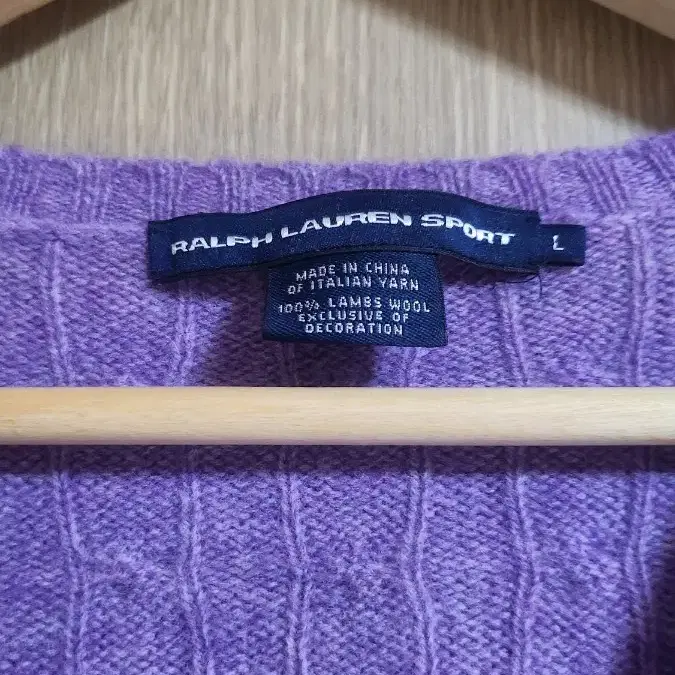 RALPH LAUREN SPORT
L
MADE IN CHINA
OF ITALIAN YARN
100% LAMBS WOOL
EXCLUSIVE OF
DECORATION